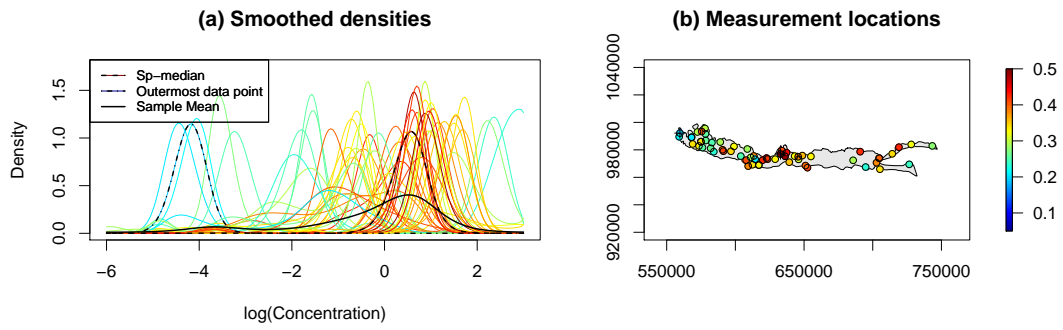 (a) Smoothed densities
Density
0.0
0.5
1.0
1.5
Sp−median
Outermost data point
Sample Mean
−6
−4
−2
0
2
log(Concentration)
(b) Measurement locations
920000
980000
1040000
550000
650000
750000
0.5
0.4
0.3
0.2
0.1